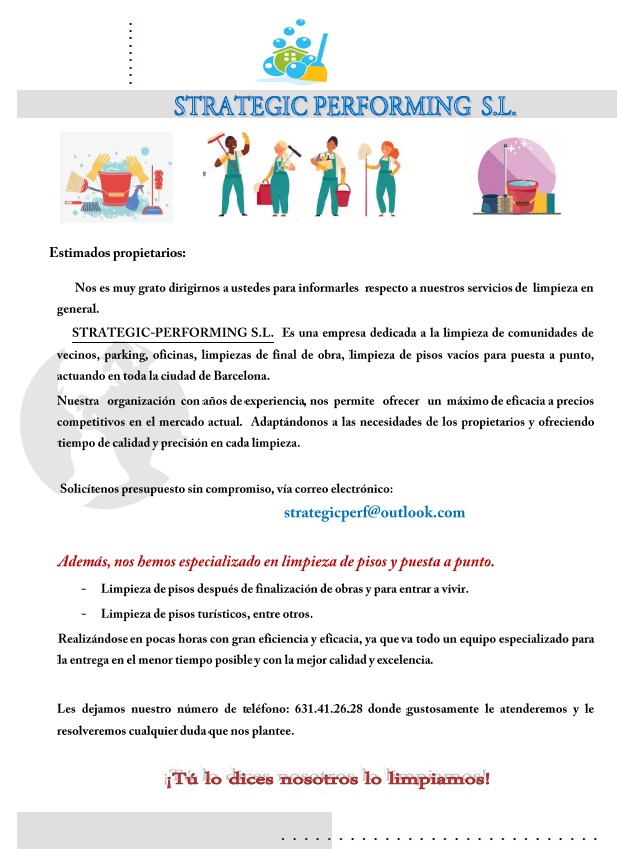 STRATEGIC PERFORMING S.L.
Estimados propietarios:
Nos es muy grato dirigirnos a ustedes para informarles respecto a nuestros servicios de limpieza en
general.
STRATEGIC-PERFORMING S.L. Es una empresa dedicada a la limpieza de comunidades de
vecinos, parking, oficinas, limpiezas de final de obra, limpieza de pisos vacíos para puesta a punto,
actuando en toda la ciudad de Barcelona.
Nuestra organización con años de experiencia, nos permite ofrecer un máximo de eficacia a precios
competitivos en el mercado actual. Adaptándonos a las necesidades de los propietarios y ofreciendo
tiempo de calidad y precisión en cada limpieza.
Solicítenos presupuesto sin compromiso, vía correo electrónico:
strategicperf@outlook.com
Además, nos hemos especializado en limpieza de pisos y puesta a punto.
- Limpieza de pisos después de finalización de obras y para entrar a vivir.
- Limpieza de pisos turísticos, entre otros.
Realizándose en pocas horas con gran eficiencia y eficacia, ya que va todo un equipo especializado para
la entrega en el menor tiempo posible y con la mejor calidad y excelencia.
Les dejamos nuestro número de teléfono: 631.41.26.28 donde gustosamente le atenderemos y le
resolveremos cualquier duda que nos plantee.
¡Tú lo dices nosotros lo limpiamos!